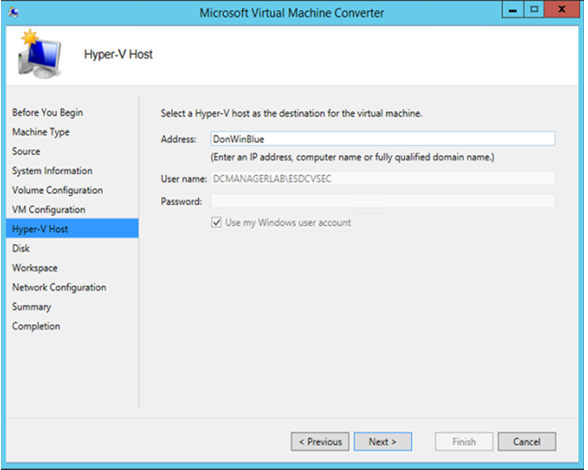 Microsoft Virtual Machine Converter
Hyper-V Host
Before You Begin
Machine Type
Source
System Information
Volume Configuration
VM Configuration
Hyper-V Host
Disk
Workspace
Network Configuration
Summary
Completion
Select a Hyper-V host as the destination for the virtual machine.
Address: DonWinBlue
(Enter an IP address, computer name or fully qualified domain name.)
User name: DCMANAGERLAB\ESDCVSEC
Password:
Use my Windows user account
< Previous Next > Finish Cancel